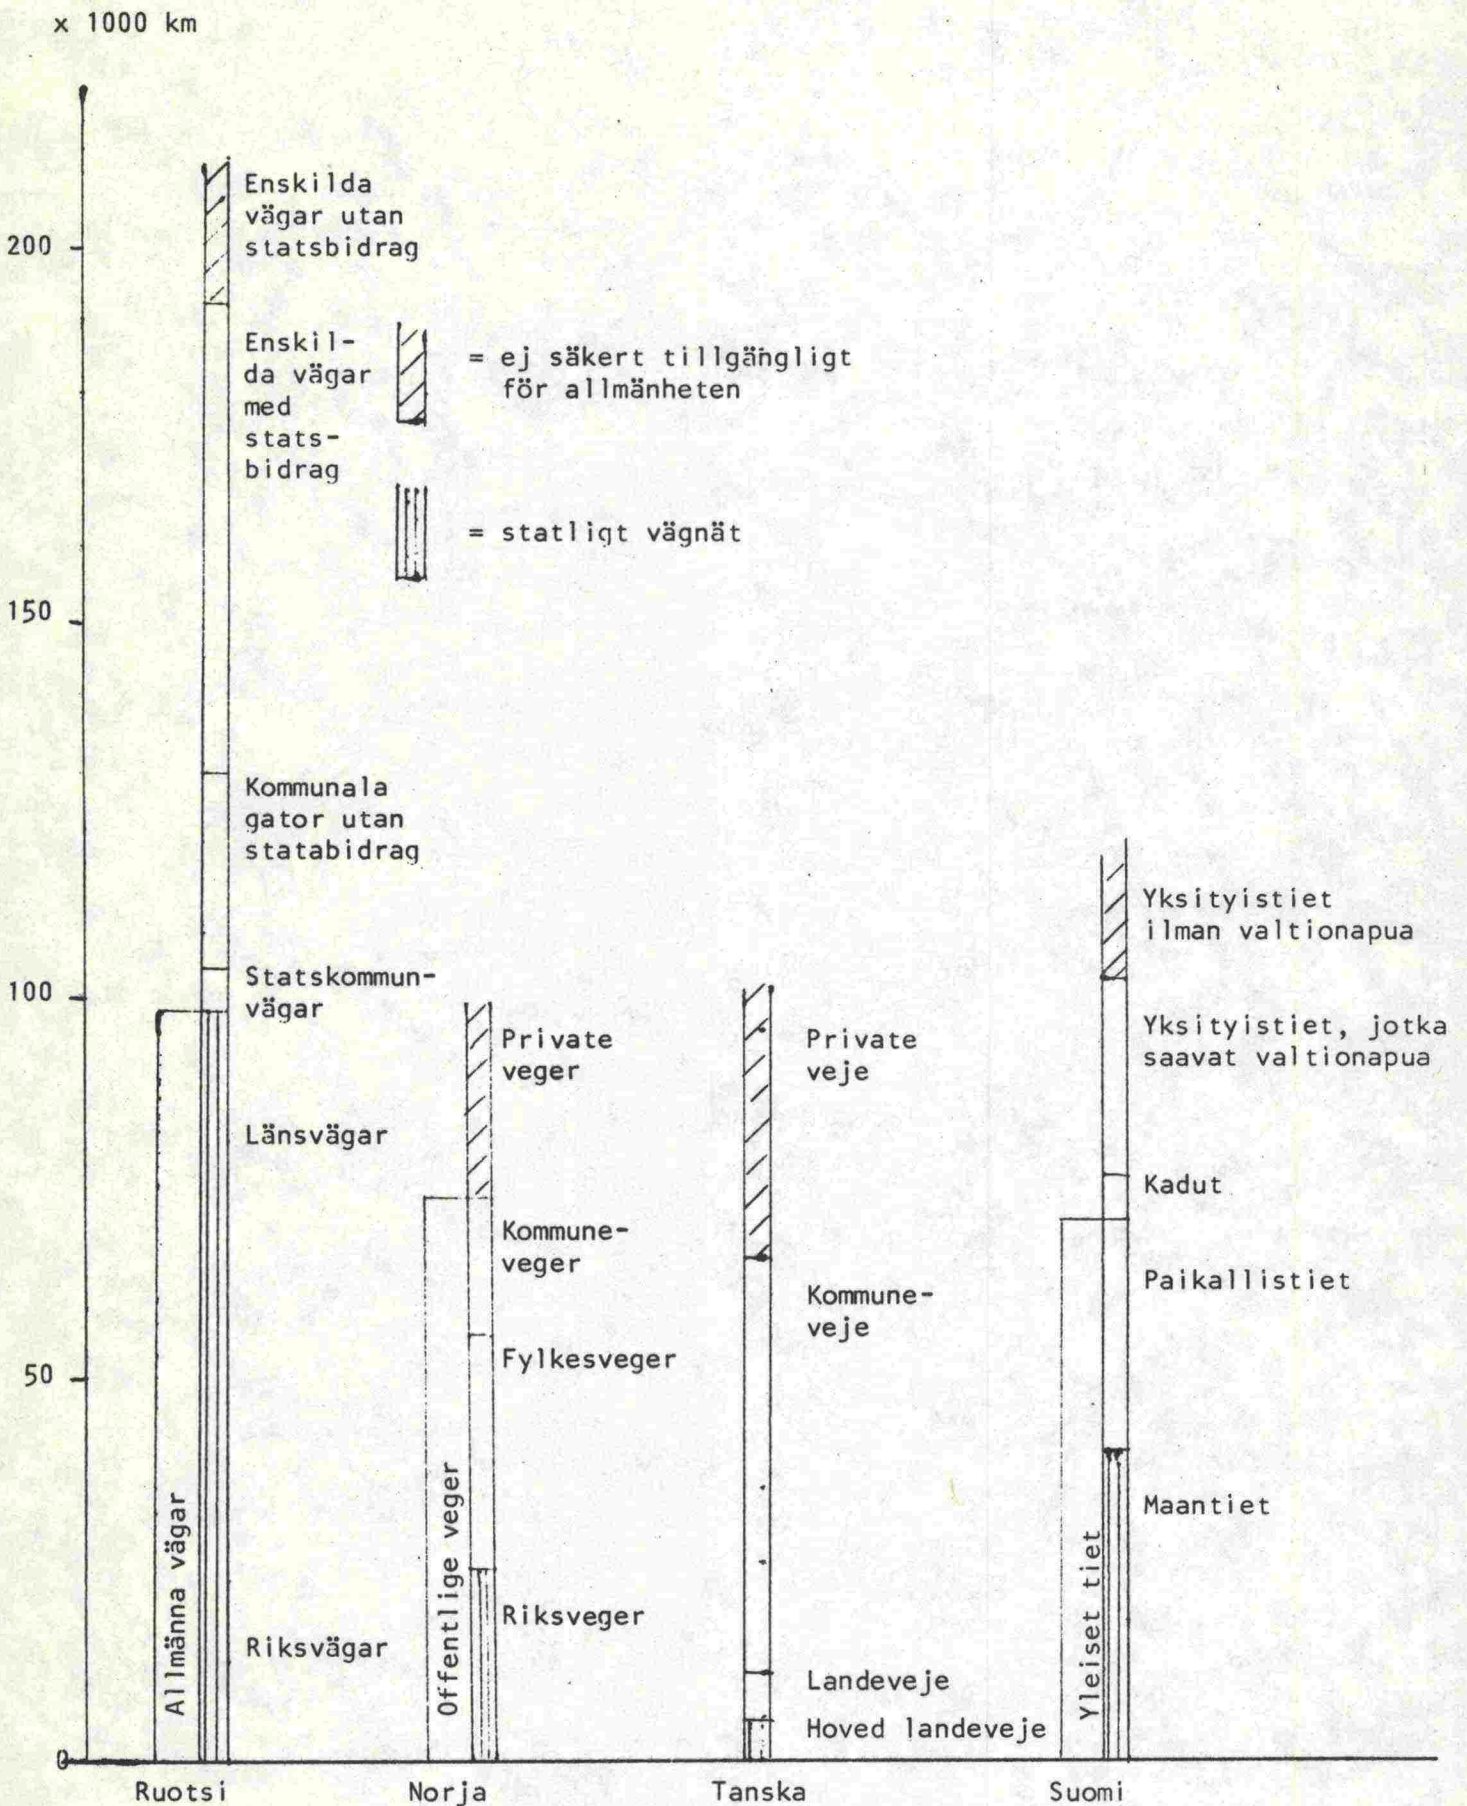 x 1000 km
200
150
100
50
0
Enskilda
vägar utan
statsbidrag
Enskil-
da vägar
med
stats-
bidrag
= ej säkert tillgängligt
för allmänheten
= statligt vägnät
Kommunala
gator utan
statabidrag
Statskommun-
vägar
Länsvägar
Riksvägar
Allmänna vägar
Private
veger
Kommune-
veger
Fylkesveger
Riksveger
Offentlige veger
Private
veje
Kommune-
veje
Landeveje
Hoved landeveje
Yksityistiet
ilman valtionapua
Yksityistiet, jotka
saavat valtionapua
Kadut
Paikallistiet
Maantiet
Yleiset tiet
Ruotsi
Norja
Tanska
Suomi